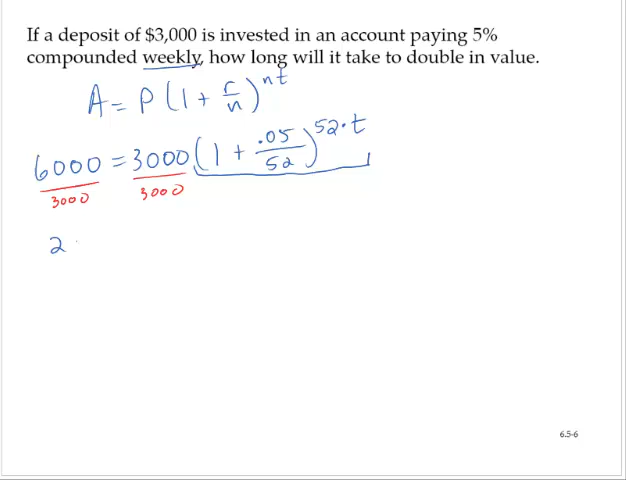 If a deposit of $3,000 is invested in an account paying 5%
compounded weekly, how long will it take to double in value.
A = P (1 + r/n)^nt
6000 = 3000 (1 + .05/52)^52·t
3000 3000
2
6.5-6